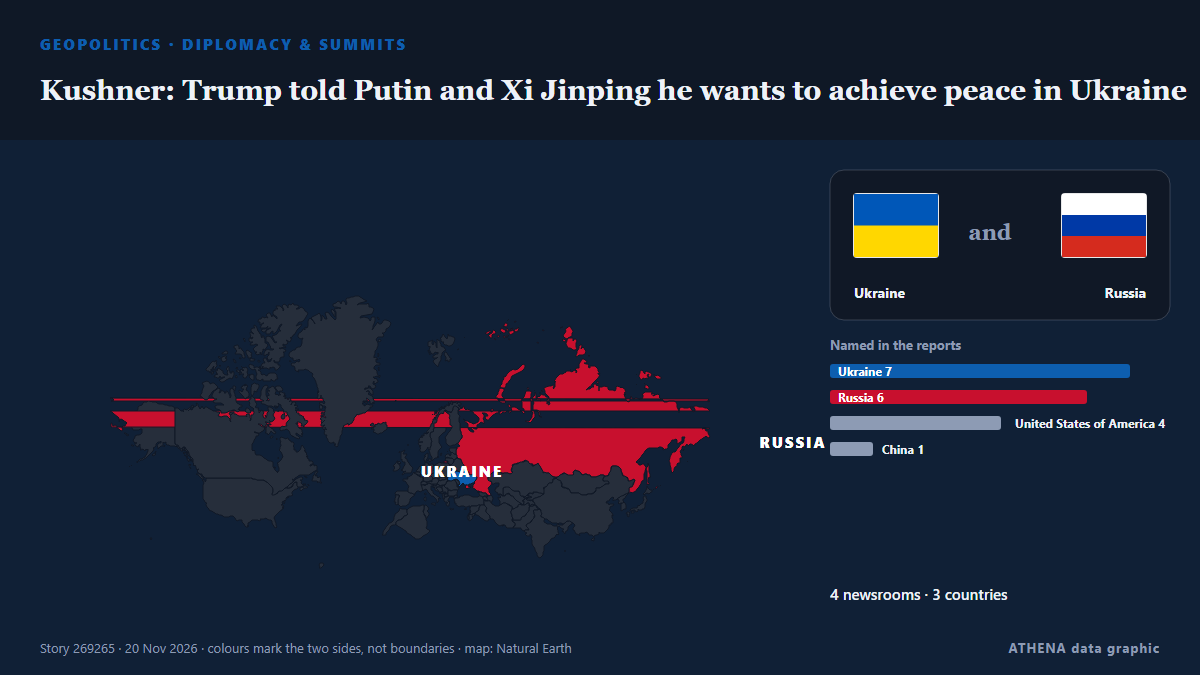 GEOPOLITICS · DIPLOMACY & SUMMITS
Kushner: Trump told Putin and Xi Jinping he wants to achieve peace in Ukraine
and
Ukraine
Russia
Named in the reports
Ukraine 7
Russia 6
United States of America 4
China 1
RUSSIA
UKRAINE
4 newsrooms · 3 countries
Story 269265 · 20 Nov 2026 · colours mark the two sides, not boundaries · map: Natural Earth
ATHENA data graphic